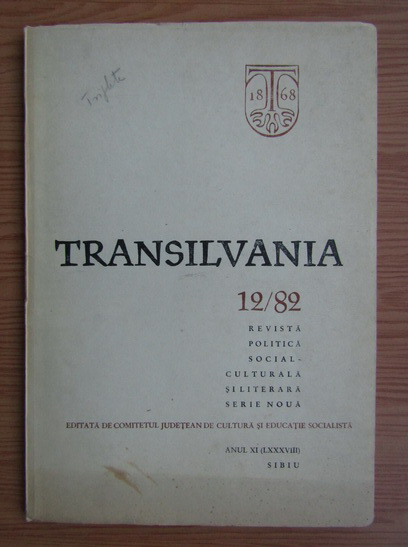 Triplete
18 68
TRANSILVANIA
12/82
REVISTĂ
POLITICĂ
SOCIAL-
CULTURALĂ
ŞI LITERARĂ
SERIE NOUĂ
EDITATĂ DE COMITETUL JUDEŢEAN DE CULTURĂ ŞI EDUCAŢIE SOCIALISTĂ
ANUL XI (LXXXVIII)
SIBIU